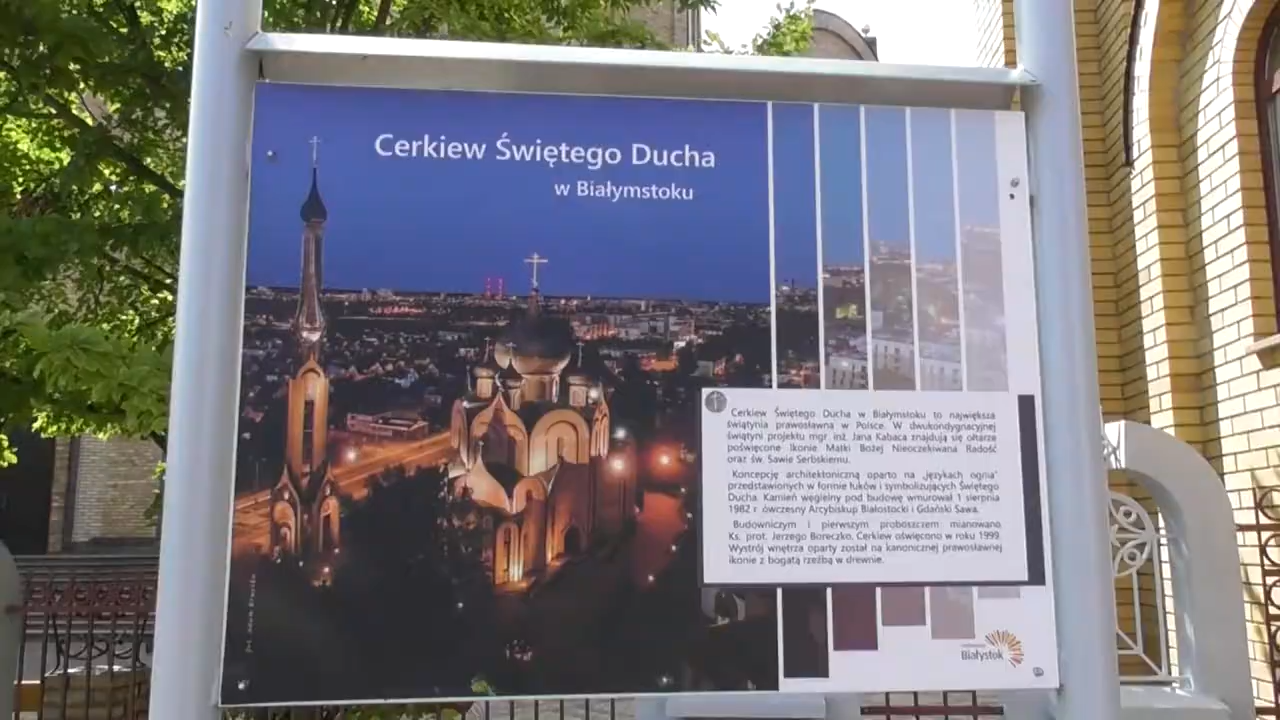 Cerkiew Świętego Ducha
w Białymstoku
Cerkiew Świętego Ducha w Białymstoku to największa
świątynia prawosławna w Polsce. W dwukondygnacyjnej
świątyni projektu mgr. inż. Jana Kabaca znajdują się ołtarze
poświęcone Ikonie Matki Bożej Nieoczekiwana Radość
oraz św. Sawie Serbskiemu.
Koncepcję architektoniczną oparto na „językach ognia"
przedstawionych w formie łuków i symbolizujących Świętego
Ducha. Kamień węgielny pod budowę wmurował 1 sierpnia
1982 r. ówczesny Arcybiskup Białostocki i Gdański Sawa.
Budowniczym i pierwszym proboszczem mianowano
Ks. prot. Jerzego Boreczko. Cerkiew oświęcono w roku 1999.
Wystrój wnętrza oparty został na kanonicznej prawosławnej
ikonie z bogatą rzeźbą w drewnie.
Białystok